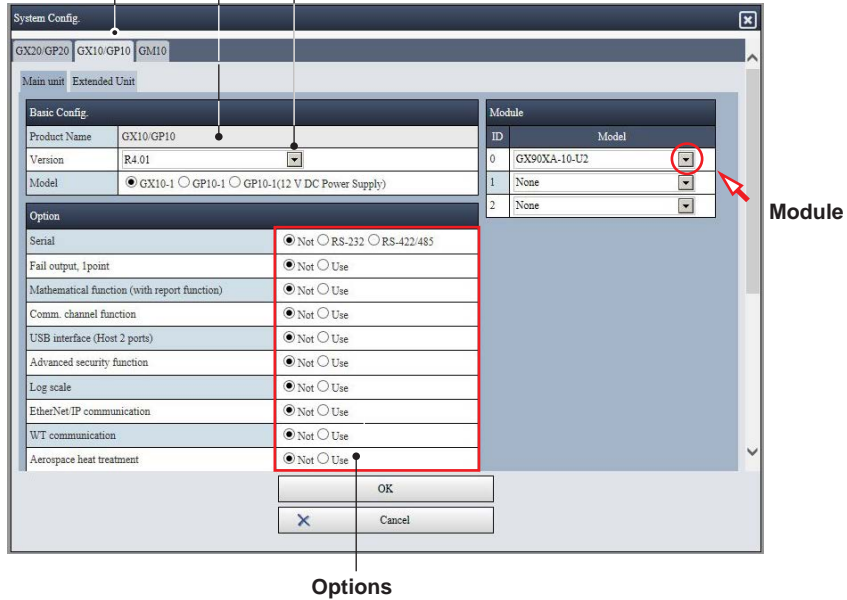 System Config.
GX20/GP20 GX10/GP10 GM10
Main unit Extended Unit
Basic Config.
Product Name GX10/GP10
Version R4.01
Model GX10-1 GP10-1 GP10-1(12 V DC Power Supply)
Module
ID Model
0 GX90XA-10-U2
1 None
2 None
Module
Option
Serial Not RS-232 RS-422/485
Fail output, 1point Not Use
Mathematical function (with report function) Not Use
Comm. channel function Not Use
USB interface (Host 2 ports) Not Use
Advanced security function Not Use
Log scale Not Use
EtherNet/IP communication Not Use
WT communication Not Use
Aerospace heat treatment Not Use
OK
Cancel
Options